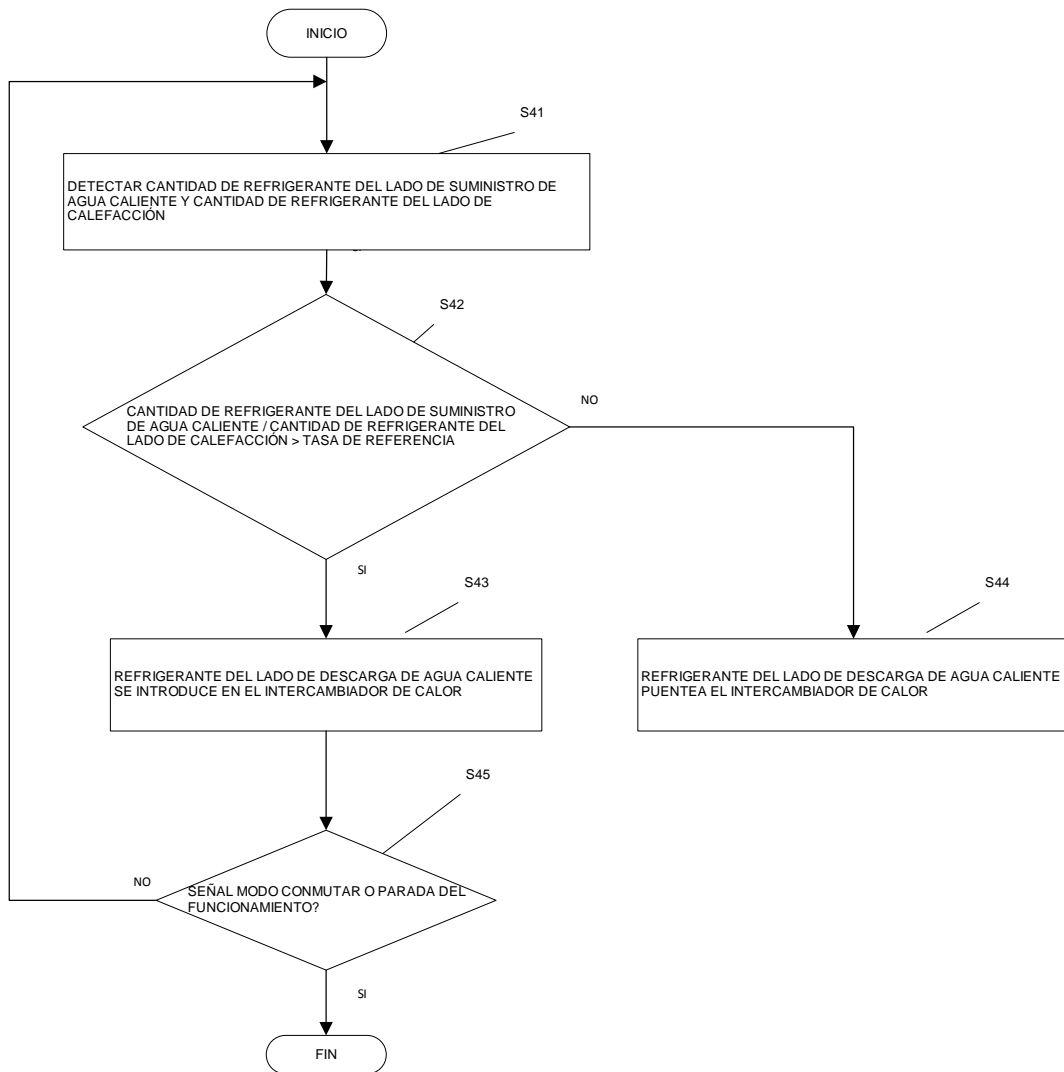 INICIO
S41
DETECTAR CANTIDAD DE REFRIGERANTE DEL LADO DE SUMINISTRO DE
AGUA CALIENTE Y CANTIDAD DE REFRIGERANTE DEL LADO DE
CALEFACCIÓN
S42
CANTIDAD DE REFRIGERANTE DEL LADO DE SUMINISTRO
DE AGUA CALIENTE / CANTIDAD DE REFRIGERANTE DEL
LADO DE CALEFACCIÓN > TASA DE REFERENCIA
NO
SI
S43
REFRIGERANTE DEL LADO DE DESCARGA DE AGUA CALIENTE
SE INTRODUCE EN EL INTERCAMBIADOR DE CALOR
S44
REFRIGERANTE DEL LADO DE DESCARGA DE AGUA CALIENTE
PUENTEA EL INTERCAMBIADOR DE CALOR
S45
SEÑAL MODO CONMUTAR O PARADA DEL
FUNCIONAMIENTO?
NO
SI
FIN